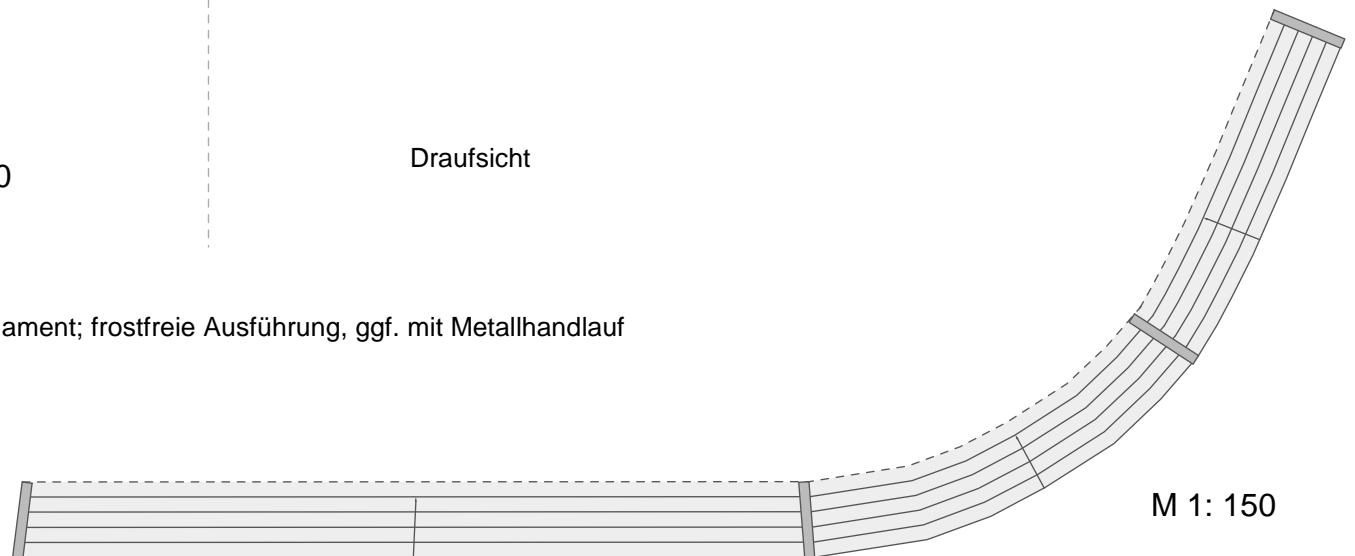 Draufsicht
0
ament; frostfreie Ausführung, ggf. mit Metallhandlauf
M 1: 150